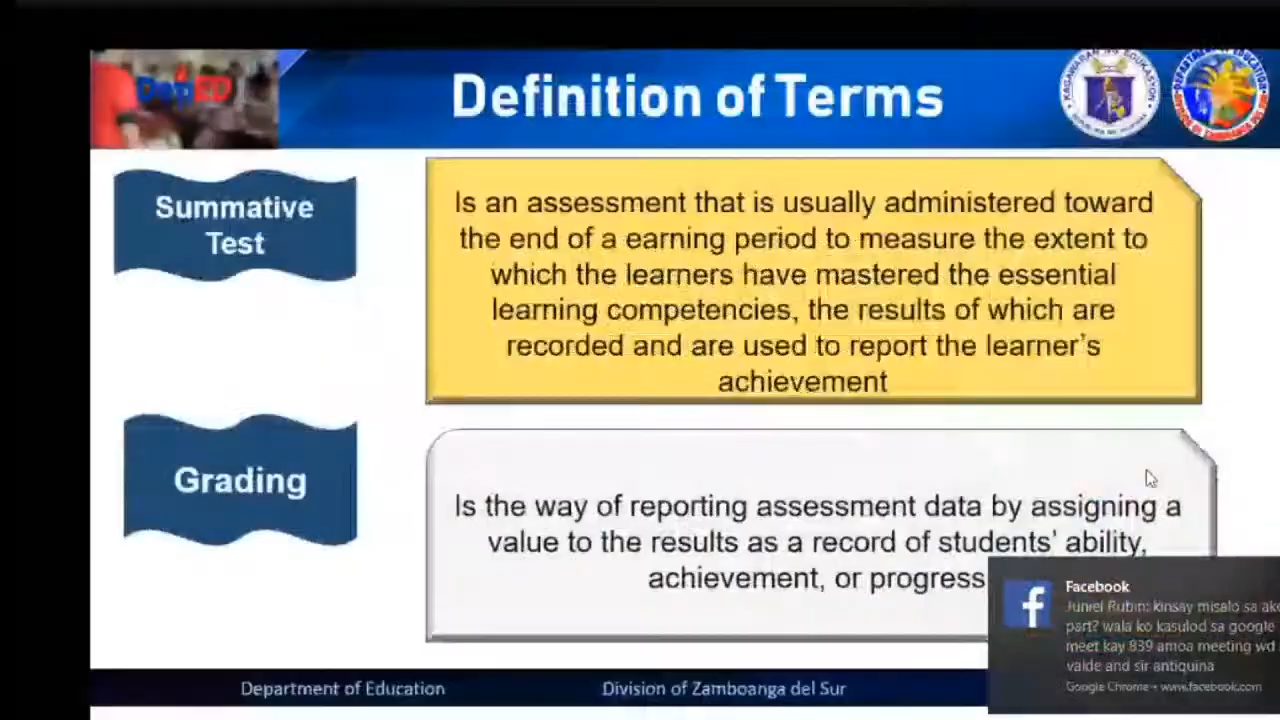 DepED
Definition of Terms
KAGAWARAN NG EDUKASYON
Summative
Test
Is an assessment that is usually administered toward
the end of a earning period to measure the extent to
which the learners have mastered the essential
learning competencies, the results of which are
recorded and are used to report the learner's
achievement
Grading
Is the way of reporting assessment data by assigning a
value to the results as a record of students' ability,
achievement, or progress
Facebook
Juniel Rubin: kinsay misalo sa ako
part? wala ko kasulod sa google
meet kay 839 amoa meeting wd
valde and sir antiquina
Google Chrome • www.facebook.com
Department of Education
Division of Zamboanga del Sur